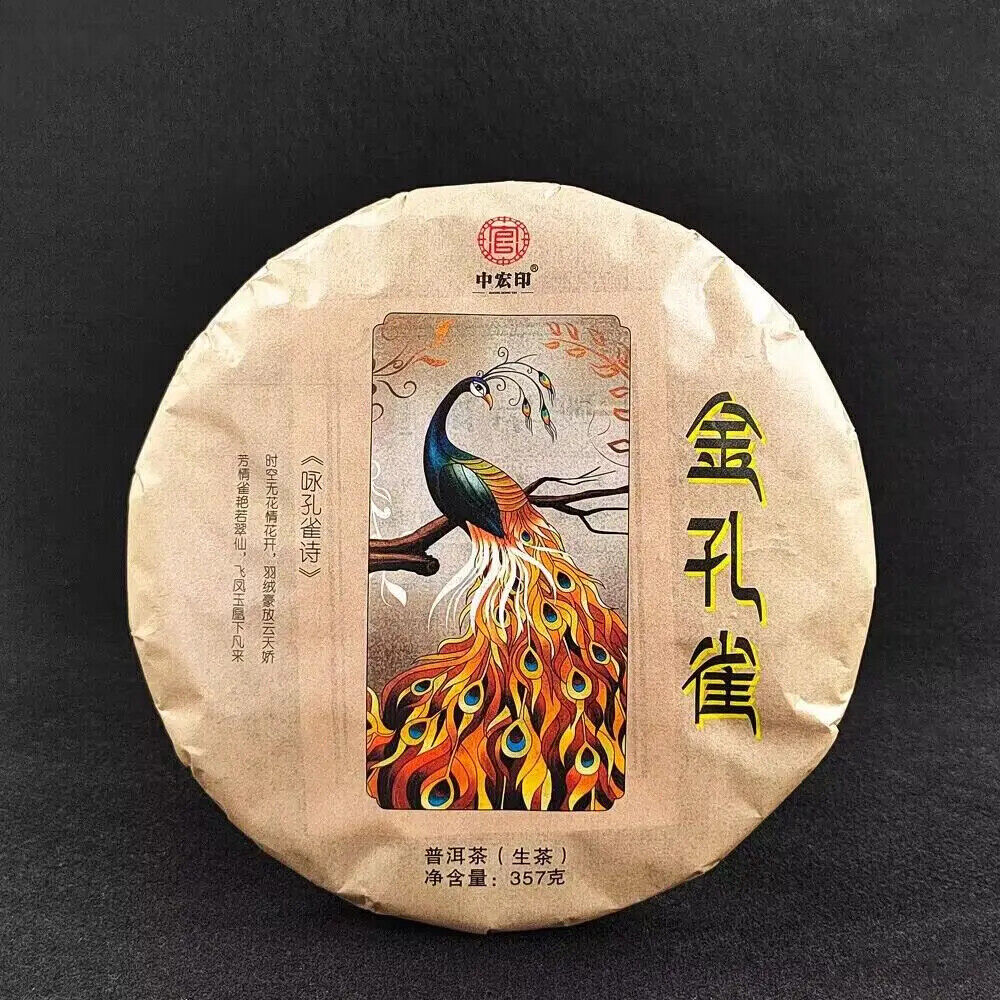 中宏印®
金孔雀
《咏孔雀诗》
时空无花情花开，羽绒豪放云天娇
芳情雀艳若翠仙，飞凤玉凰下凡来
普洱茶（生茶）
净含量：357克